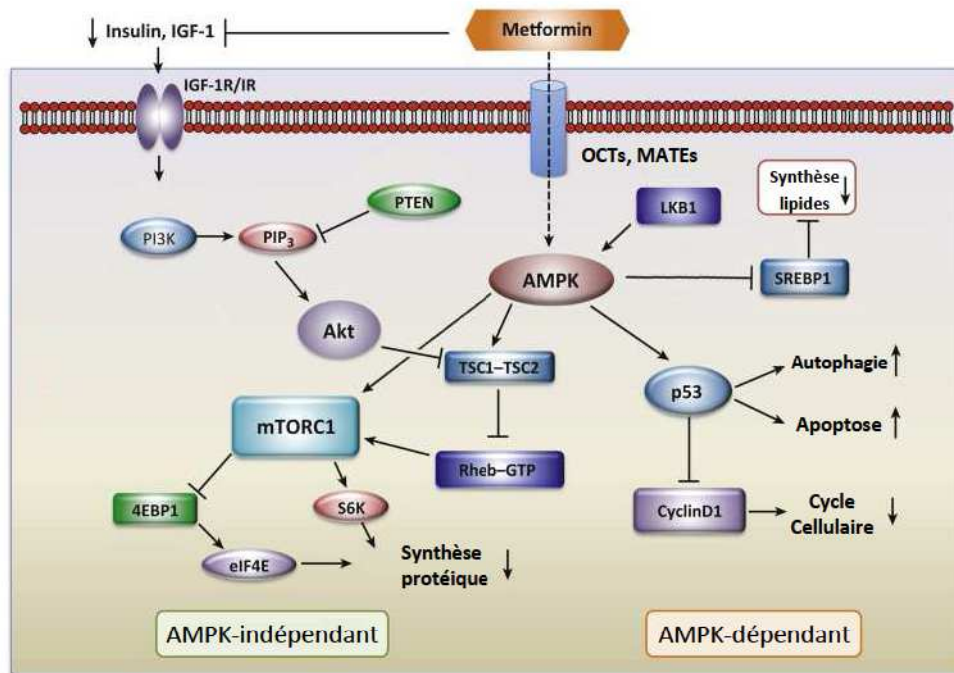 Insulin, IGF-1
Metformin
IGF-1R/IR
OCTs, MATEs
Synthèse
lipides
PTEN
LKB1
PI3K
PIP3
AMPK
SREBP1
Akt
TSC1–TSC2
p53
Autophagie
Apoptose
mTORC1
Rheb–GTP
4EBP1
S6K
CyclinD1
Cycle
Cellulaire
eIF4E
Synthèse
protéique
AMPK-indépendant
AMPK-dépendant